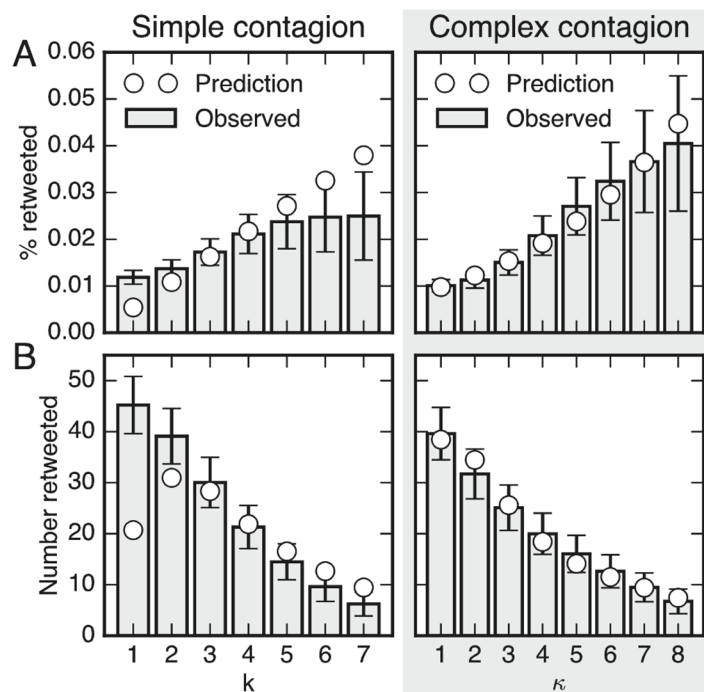 Simple contagion
Complex contagion
A
0.06
0.05
0.04
0.03
0.02
0.01
0.00
% retweeted
Prediction
Observed
Prediction
Observed
B
50
40
30
20
10
0
Number retweeted
1 2 3 4 5 6 7
k
1 2 3 4 5 6 7 8
κ